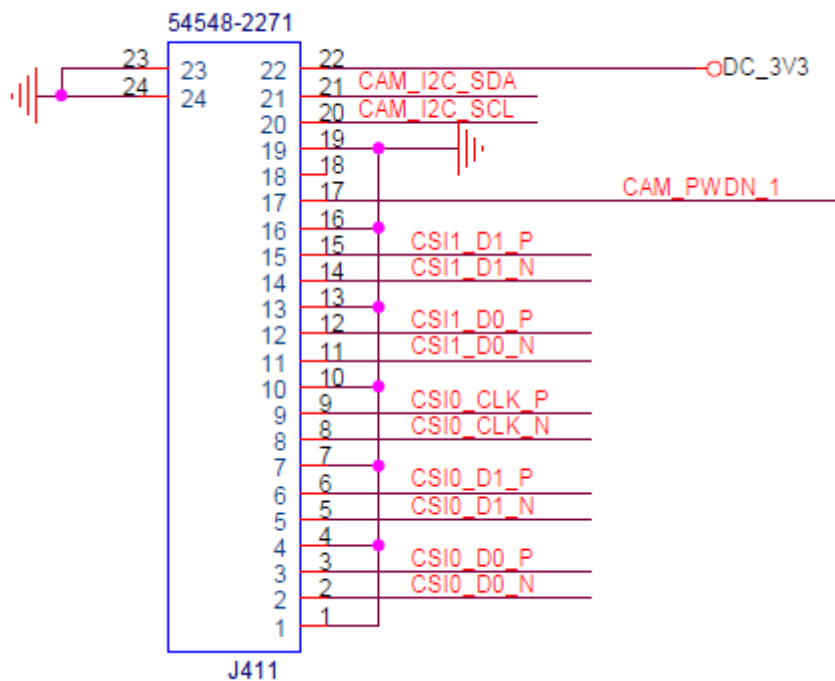 54548-2271
23 23 22 22 DC_3V3
24 24 21 21 CAM_I2C_SDA
20 20 CAM_I2C_SCL
19 19
18 18
17 17 CAM_PWDN_1
16 16
15 15 CSI1_D1_P
14 14 CSI1_D1_N
13 13
12 12 CSI1_D0_P
11 11 CSI1_D0_N
10 10
9 9 CSI0_CLK_P
8 8 CSI0_CLK_N
7 7
6 6 CSI0_D1_P
5 5 CSI0_D1_N
4 4
3 3 CSI0_D0_P
2 2 CSI0_D0_N
1 1
J411